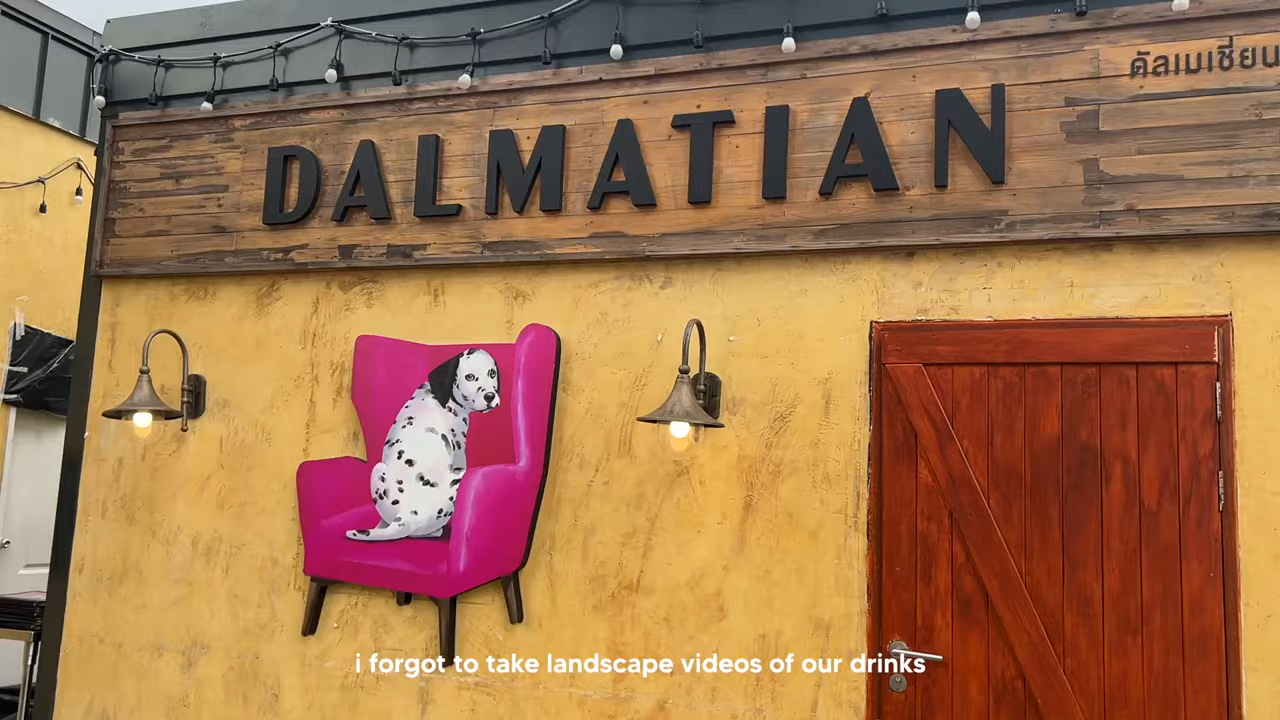 ดัลเมเชี่ยน
DALMATIAN
i forgot to take landscape videos of our drinks